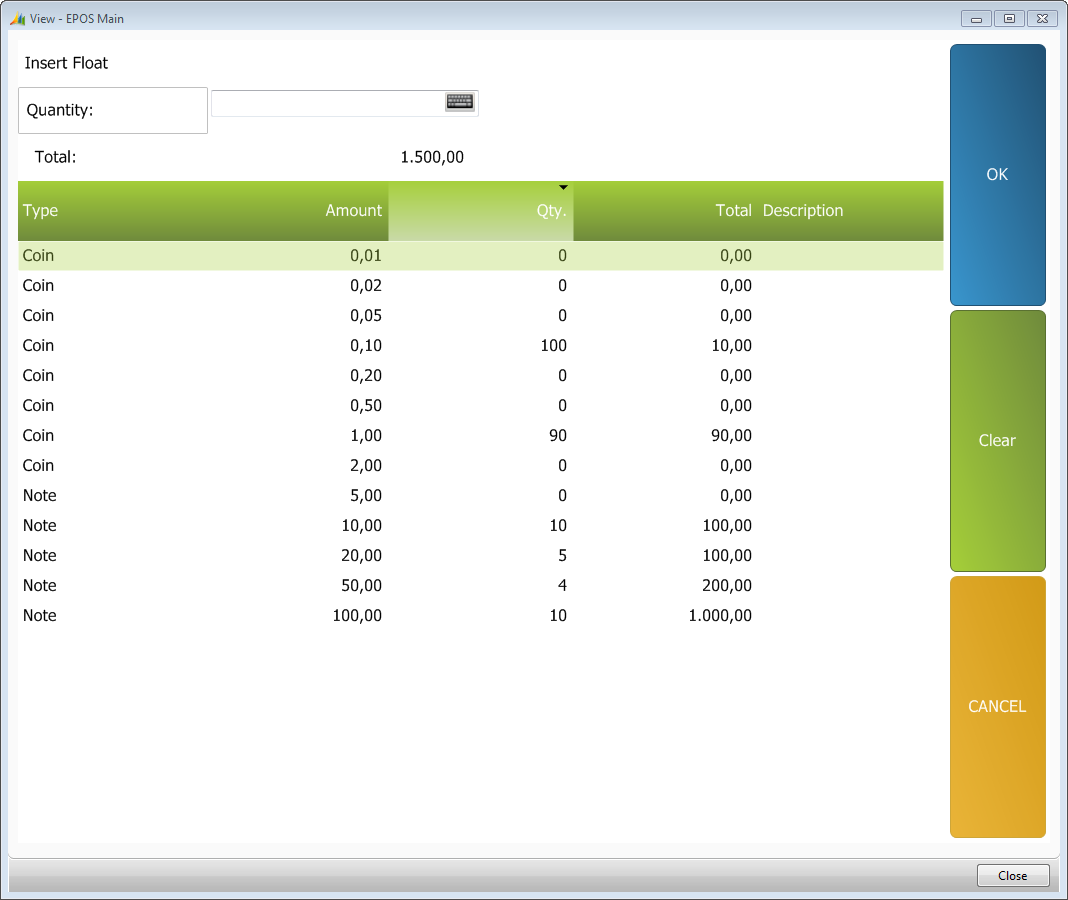 View - EPOS Main
Insert Float
Quantity:
Total: 1.500,00
Type Amount Qty. Total Description
Coin 0,01 0 0,00
Coin 0,02 0 0,00
Coin 0,05 0 0,00
Coin 0,10 100 10,00
Coin 0,20 0 0,00
Coin 0,50 0 0,00
Coin 1,00 90 90,00
Coin 2,00 0 0,00
Note 5,00 0 0,00
Note 10,00 10 100,00
Note 20,00 5 100,00
Note 50,00 4 200,00
Note 100,00 10 1.000,00
OK
Clear
CANCEL
Close